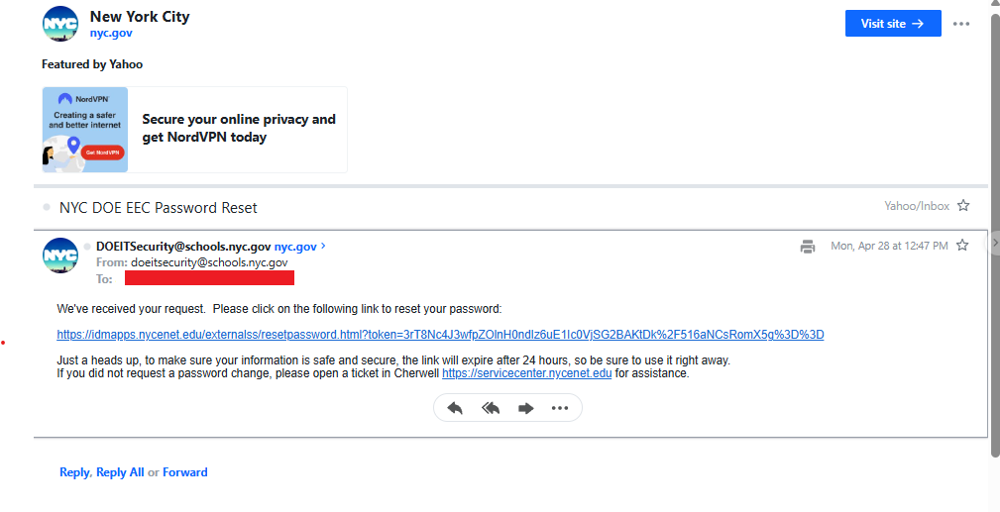 NYC
New York City
nyc.gov
Visit site →
Featured by Yahoo
NordVPN
Creating a safer
and better internet
Get NordVPN
Secure your online privacy and
get NordVPN today
NYC DOE EEC Password Reset
Yahoo/Inbox
NYC
DOEITSecurity@schools.nyc.gov nyc.gov
Mon, Apr 28 at 12:47 PM
From: doeitsecurity@schools.nyc.gov
To:
We've received your request. Please click on the following link to reset your password:
https://idmapps.nycenet.edu/externalss/resetpassword.html?token=3rT8Nc4J3wfpZOlnH0ndlz6uE1lc0VjSG2BAKtDk%2F516aNCsRomX5g%3D%3D
Just a heads up, to make sure your information is safe and secure, the link will expire after 24 hours, so be sure to use it right away.
If you did not request a password change, please open a ticket in Cherwell https://servicecenter.nycenet.edu for assistance.
Reply, Reply All or Forward